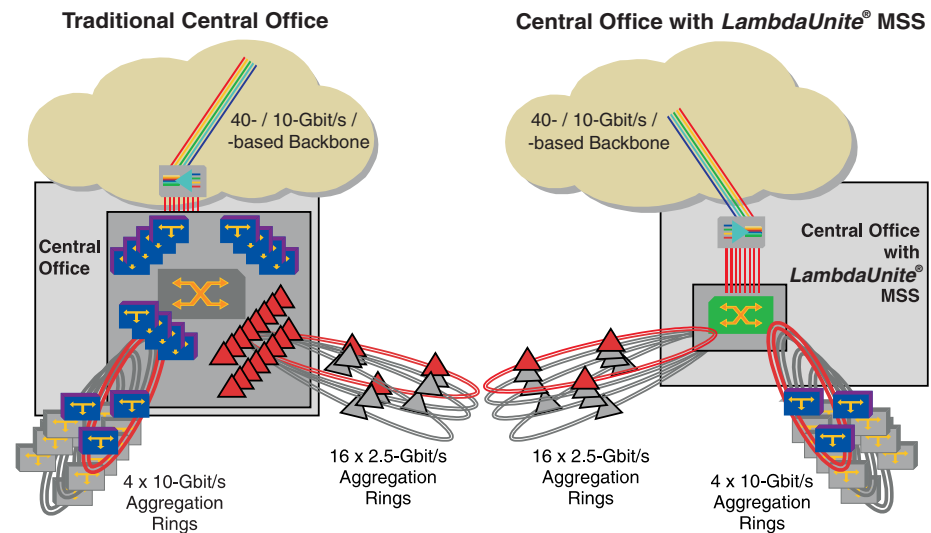 Traditional Central Office
Central Office with LambdaUnite® MSS
40- / 10-Gbit/s /
-based Backbone
40- / 10-Gbit/s /
-based Backbone
Central
Office
Central Office
with
LambdaUnite®
MSS
16 x 2.5-Gbit/s
Aggregation
Rings
16 x 2.5-Gbit/s
Aggregation
Rings
4 x 10-Gbit/s
Aggregation
Rings
4 x 10-Gbit/s
Aggregation
Rings